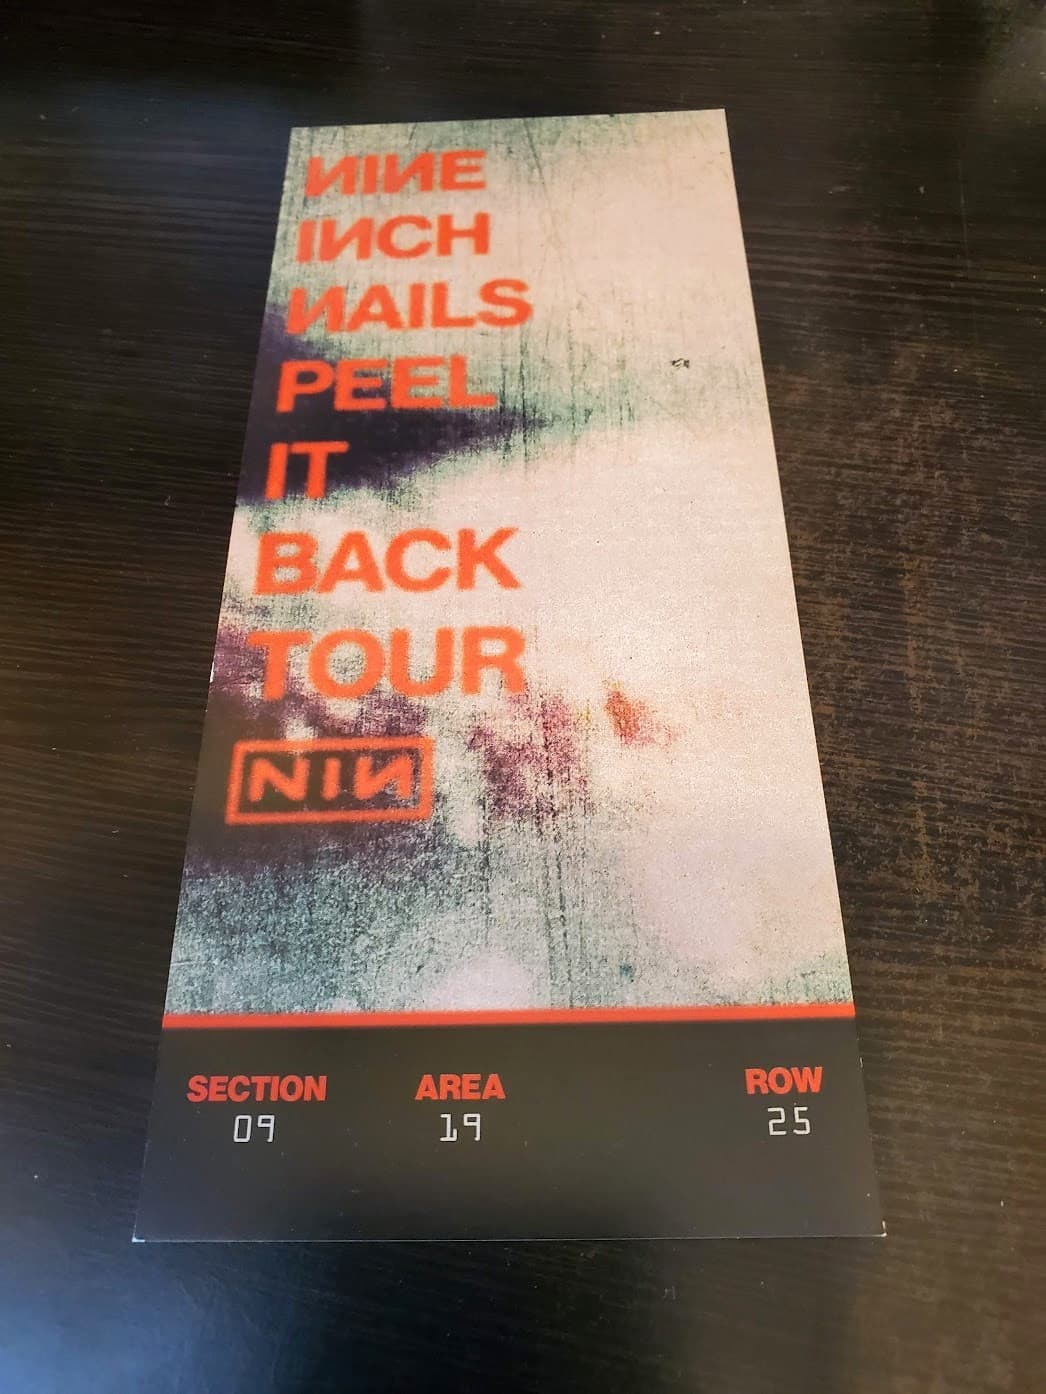 NINE
INCH
NAILS
PEEL
IT
BACK
TOUR
NIN
SECTION AREA ROW
09 19 25